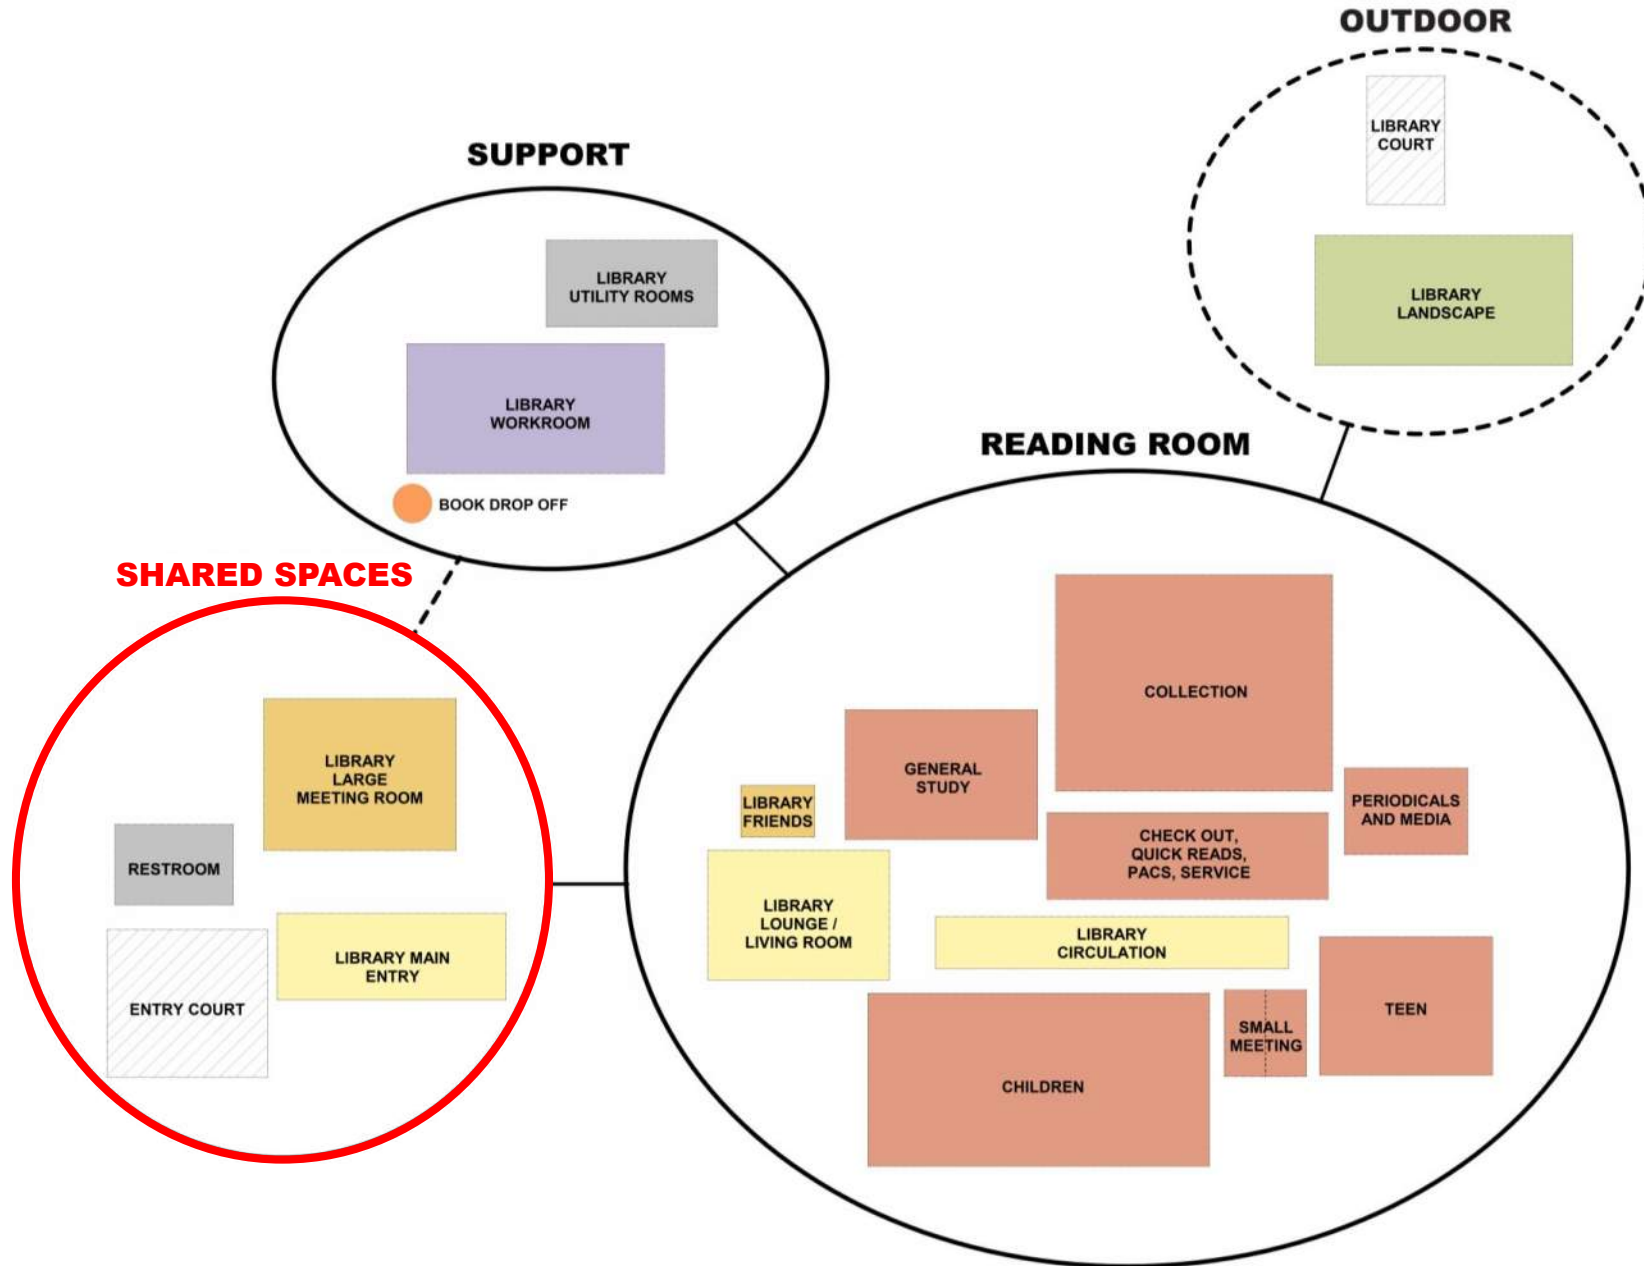 OUTDOOR
LIBRARY
COURT
LIBRARY
LANDSCAPE
SUPPORT
LIBRARY
UTILITY ROOMS
LIBRARY
WORKROOM
BOOK DROP OFF
SHARED SPACES
LIBRARY
LARGE
MEETING ROOM
RESTROOM
LIBRARY MAIN
ENTRY
ENTRY COURT
READING ROOM
COLLECTION
GENERAL
STUDY
LIBRARY
FRIENDS
PERIODICALS
AND MEDIA
CHECK OUT,
QUICK READS,
PACS, SERVICE
LIBRARY
LOUNGE /
LIVING ROOM
LIBRARY
CIRCULATION
TEEN
SMALL
MEETING
CHILDREN